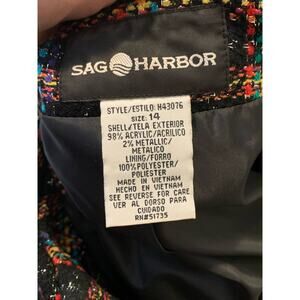 SAG HARBOR
STYLE/ESTILO: H43076
SIZE: 14
SHELL/TELA EXTERIOR
98% ACRYLIC/ACRILICO
2% METALLIC/
METALICO
LINING/FORRO
100% POLYESTER/
POLIÉSTER
MADE IN VIETNAM
HECHO EN VIETNAM
SEE REVERSE FOR CARE
VER AL DORSO PARA
CUIDADO
RN#51735